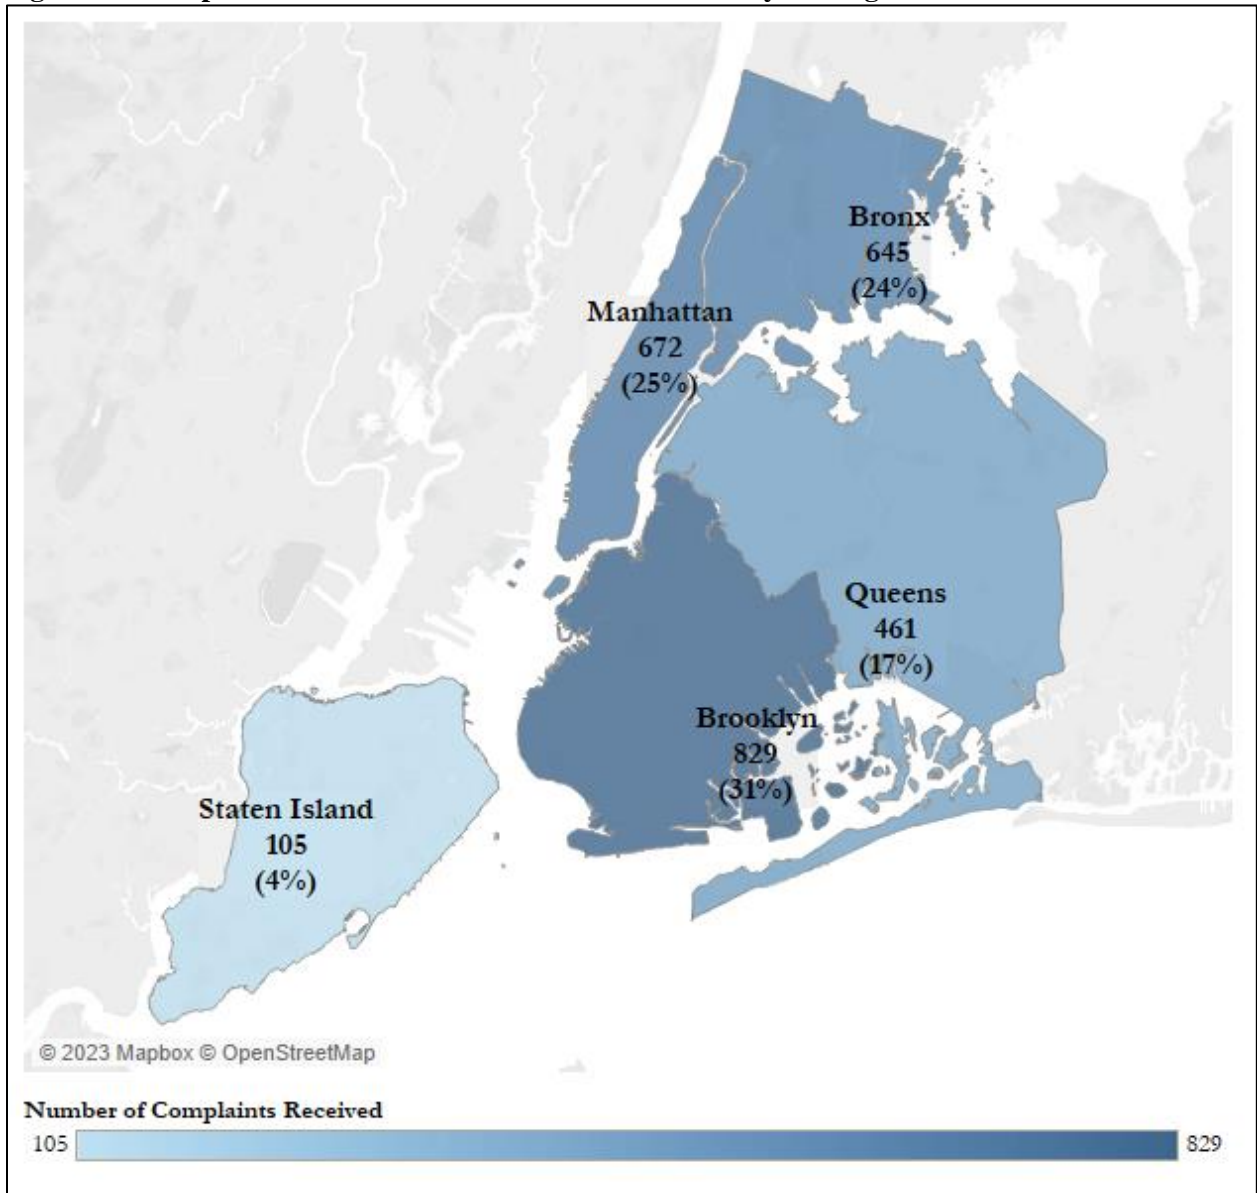 Bronx
645
(24%)
Manhattan
672
(25%)
Queens
461
(17%)
Brooklyn
829
(31%)
Staten Island
105
(4%)
© 2023 Mapbox © OpenStreetMap
Number of Complaints Received
105 829